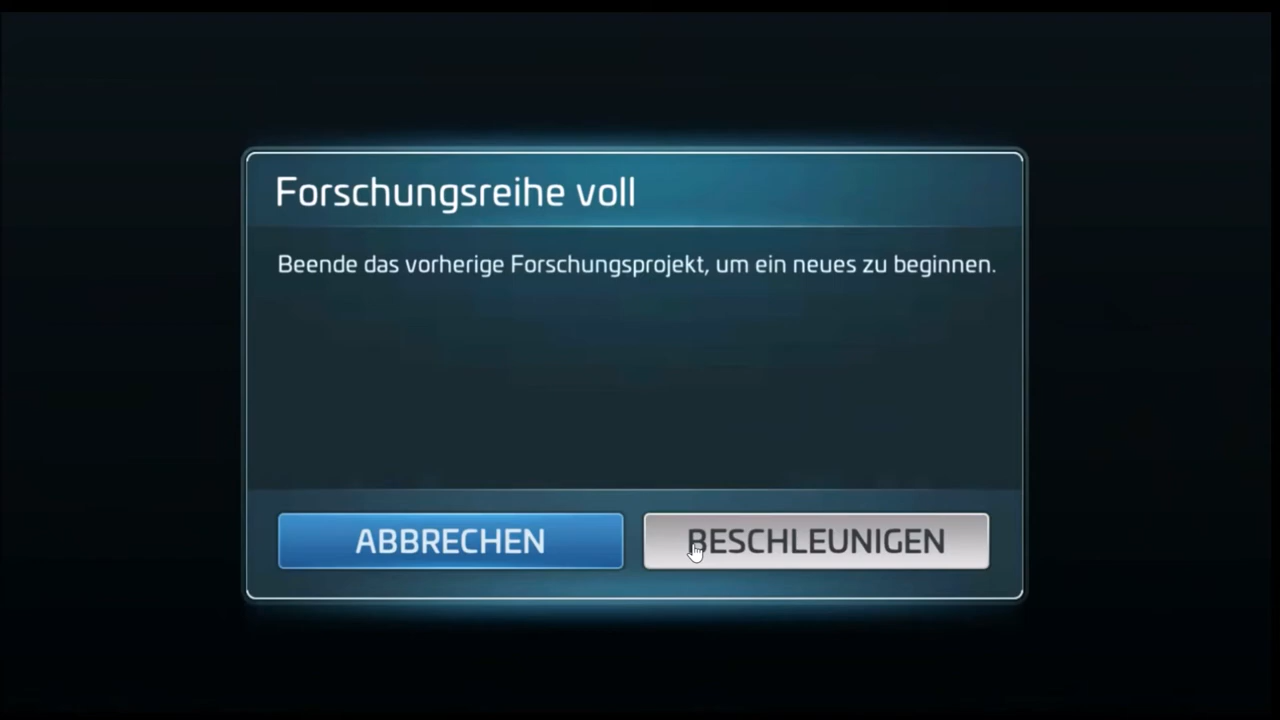 Forschungsreihe voll
Beende das vorherige Forschungsprojekt, um ein neues zu beginnen.
ABBRECHEN
BESCHLEUNIGEN